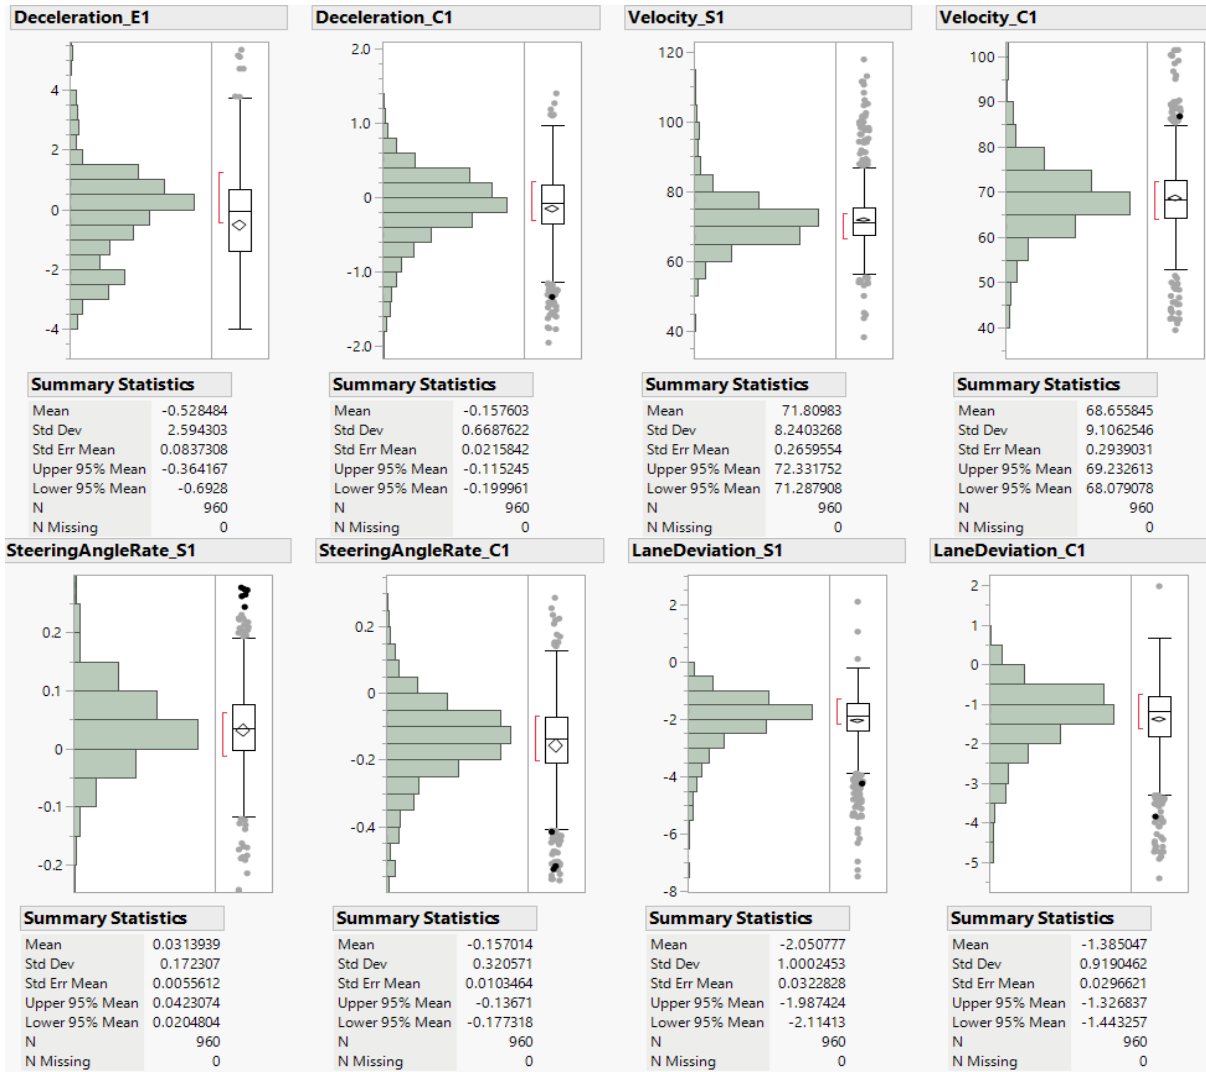 Deceleration_E1
Deceleration_C1
Velocity_S1
Velocity_C1
4
2
0
-2
-4
2.0
1.0
0
-1.0
-2.0
120
100
80
60
40
100
90
80
70
60
50
40
Summary Statistics
Mean -0.528484
Std Dev 2.594303
Std Err Mean 0.0837308
Upper 95% Mean -0.364167
Lower 95% Mean -0.6928
N 960
N Missing 0
Summary Statistics
Mean -0.157603
Std Dev 0.6687622
Std Err Mean 0.0215842
Upper 95% Mean -0.115245
Lower 95% Mean -0.199961
N 960
N Missing 0
Summary Statistics
Mean 71.80983
Std Dev 8.2403268
Std Err Mean 0.2659554
Upper 95% Mean 72.331752
Lower 95% Mean 71.287908
N 960
N Missing 0
Summary Statistics
Mean 68.655845
Std Dev 9.1062546
Std Err Mean 0.2939031
Upper 95% Mean 69.232613
Lower 95% Mean 68.079078
N 960
N Missing 0
SteeringAngleRate_S1
SteeringAngleRate_C1
LaneDeviation_S1
LaneDeviation_C1
0.2
0.1
0
-0.1
-0.2
0.2
0
-0.2
-0.4
2
0
-2
-4
-6
-8
2
1
0
-1
-2
-3
-4
-5
Summary Statistics
Mean 0.0313939
Std Dev 0.172307
Std Err Mean 0.0055612
Upper 95% Mean 0.0423074
Lower 95% Mean 0.0204804
N 960
N Missing 0
Summary Statistics
Mean -0.157014
Std Dev 0.320571
Std Err Mean 0.0103464
Upper 95% Mean -0.13671
Lower 95% Mean -0.177318
N 960
N Missing 0
Summary Statistics
Mean -2.050777
Std Dev 1.0002453
Std Err Mean 0.0322828
Upper 95% Mean -1.987424
Lower 95% Mean -2.11413
N 960
N Missing 0
Summary Statistics
Mean -1.385047
Std Dev 0.9190462
Std Err Mean 0.0296621
Upper 95% Mean -1.326837
Lower 95% Mean -1.443257
N 960
N Missing 0